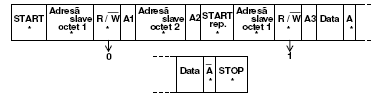 START * Adresă slave octet 1 * R / W̅ * A1 Adresă slave octet 2 * A2 START rep. * Adresă slave octet 1 * R / W̅ * A3 Data A *
0 1
Data A̅ * STOP *